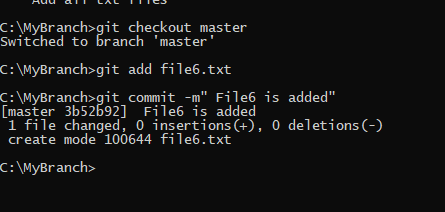 Add all txt files
C:\MyBranch>git checkout master
Switched to branch 'master'
C:\MyBranch>git add file6.txt
C:\MyBranch>git commit -m" File6 is added"
[master 3b52b92]  File6 is added
 1 file changed, 0 insertions(+), 0 deletions(-)
 create mode 100644 file6.txt
C:\MyBranch>